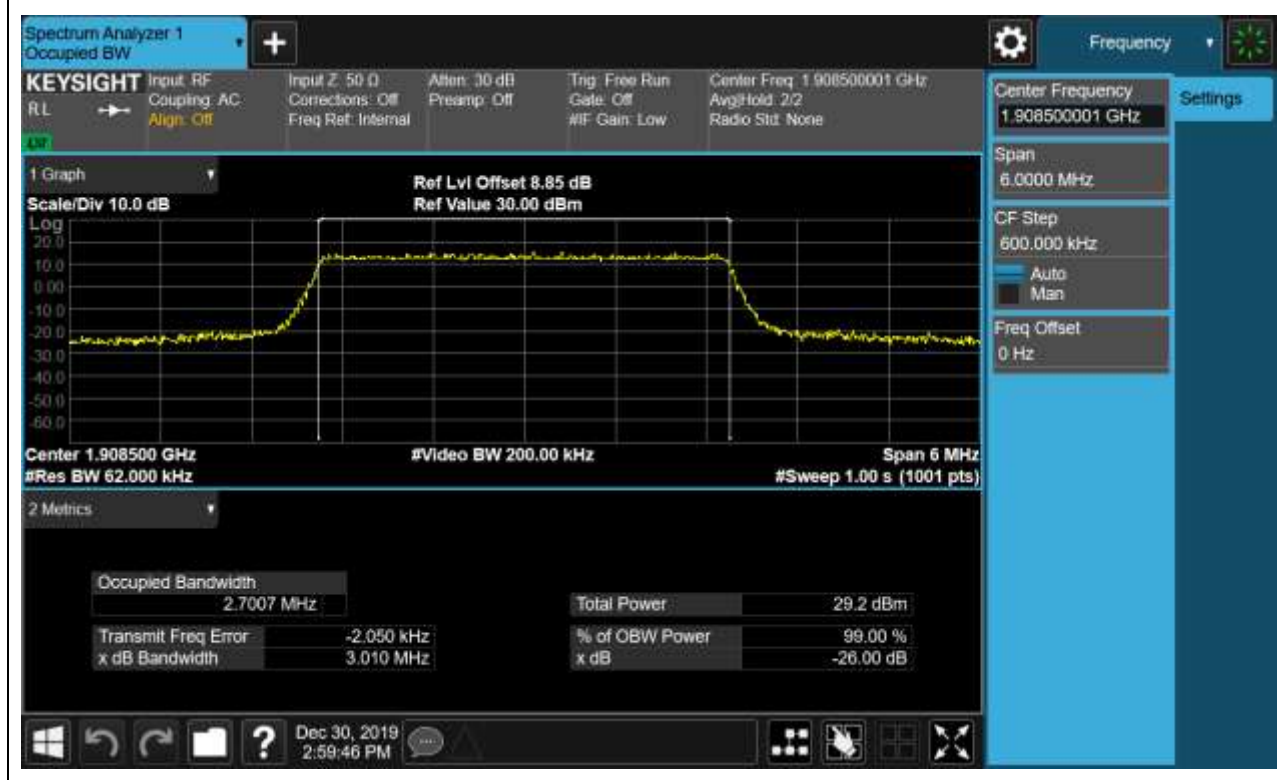 Spectrum Analyzer 1
Occupied BW
Frequency
KEYSIGHT
RL
Input: RF
Coupling: AC
Align: Off
Input Z: 50 Ω
Corrections: Off
Freq Ref: Internal
Atten: 30 dB
Preamp: Off
Trig: Free Run
Gate: Off
#IF Gain: Low
Center Freq: 1.908500001 GHz
Avg|Hold: 2/2
Radio Std: None
Center Frequency
1.908500001 GHz
Settings
Span
6.0000 MHz
CF Step
600.000 kHz
Auto
Man
Freq Offset
0 Hz
1 Graph
Scale/Div 10.0 dB
Ref Lvl Offset 8.85 dB
Ref Value 30.00 dBm
Log
20.0
10.0
0.00
-10.0
-20.0
-30.0
-40.0
-50.0
-60.0
Center 1.908500 GHz
#Video BW 200.00 kHz
Span 6 MHz
#Res BW 62.000 kHz
#Sweep 1.00 s (1001 pts)
2 Metrics
Occupied Bandwidth
2.7007 MHz
Total Power 29.2 dBm
Transmit Freq Error -2.050 kHz
% of OBW Power 99.00 %
x dB Bandwidth 3.010 MHz
x dB -26.00 dB
?
Dec 30, 2019
2:59:46 PM